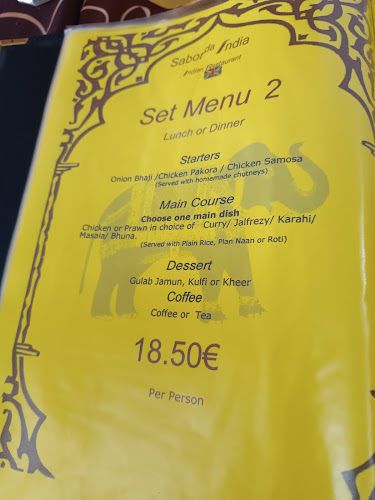 Sabor da India
Indian Restaurant
Set Menu 2
Lunch or Dinner
Starters
Onion Bhaji /Chicken Pakora / Chicken Samosa
(Served with homemade chutneys)
Main Course
Choose one main dish
Chicken or Prawn in choice of Curry/ Jalfrezy/ Karahi/
Masala/ Bhuna.
(Served with Plain Rice, Plan Naan or Roti)
Dessert
Gulab Jamun, Kulfi or Kheer
Coffee
Coffee or Tea
18.50€
Per Person